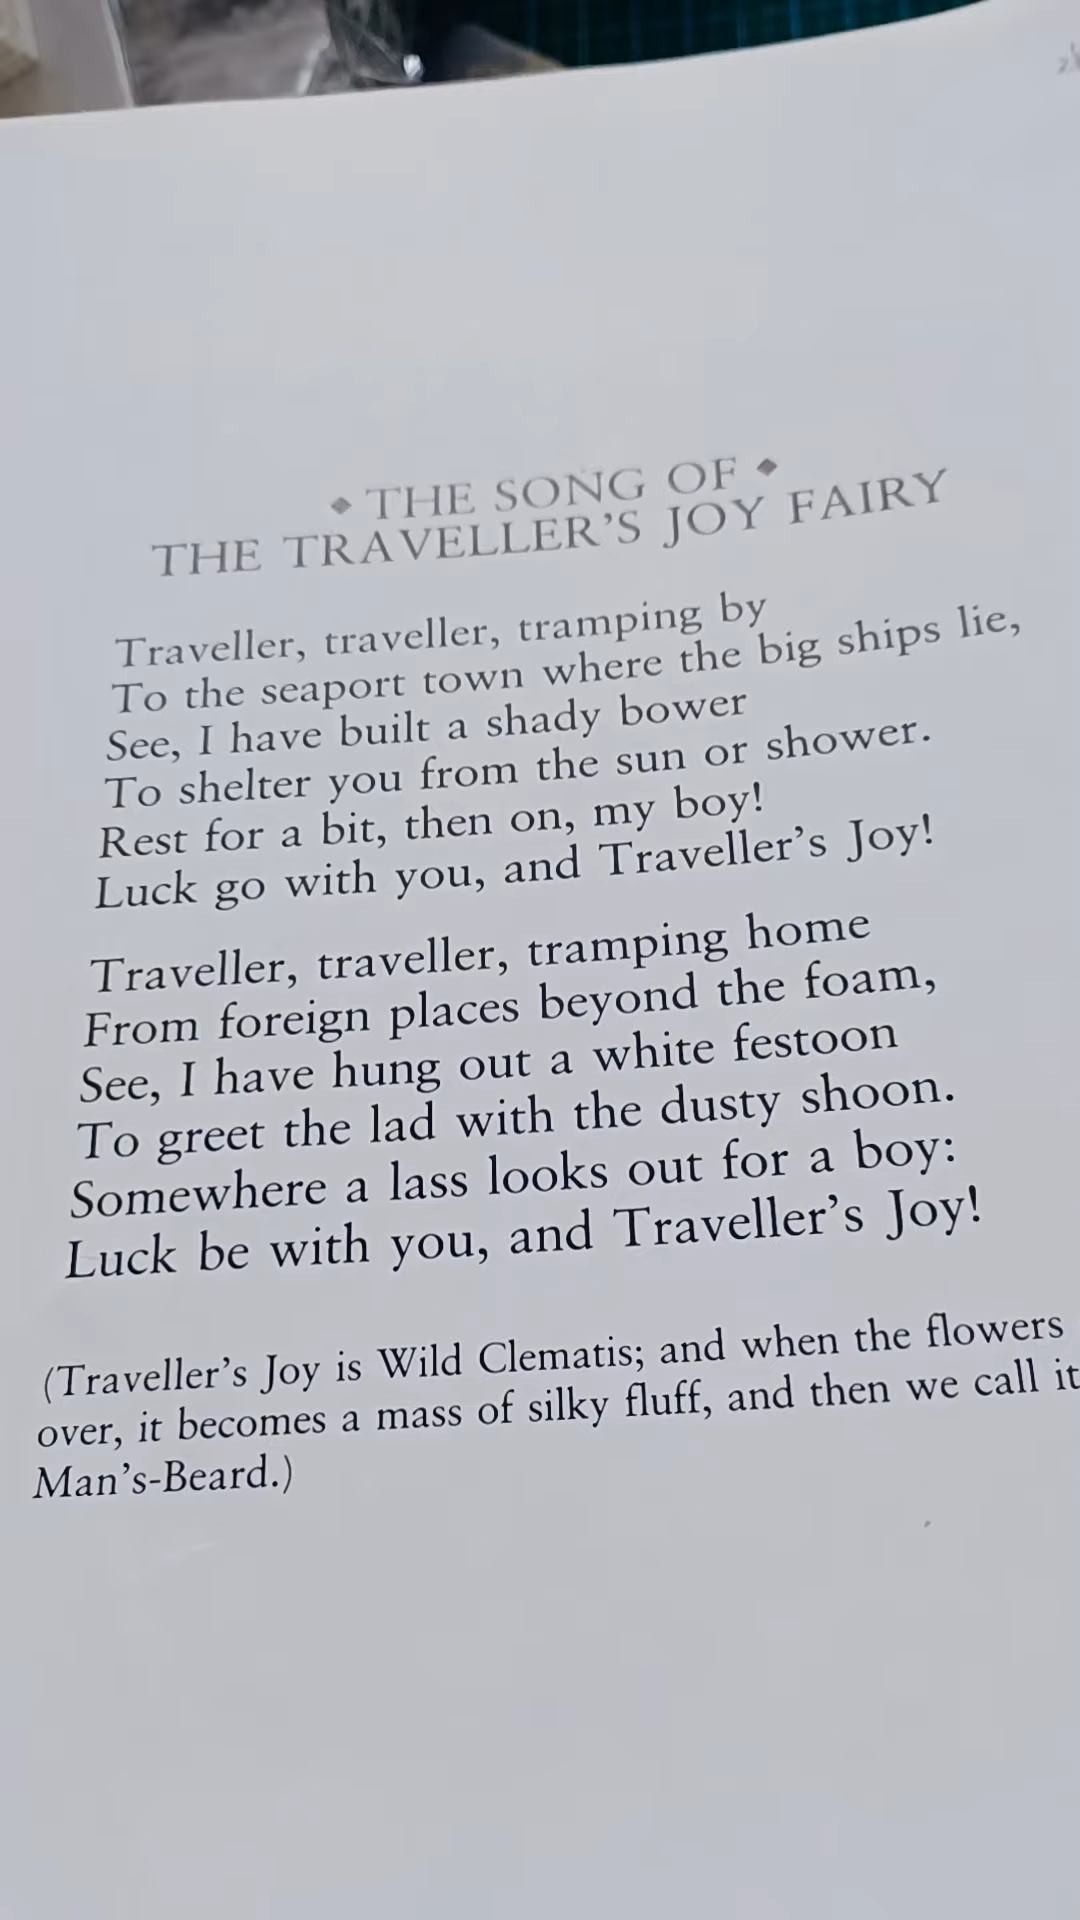 ◆ THE SONG OF ◆
THE TRAVELLER'S JOY FAIRY
Traveller, traveller, tramping by
To the seaport town where the big ships lie,
See, I have built a shady bower
To shelter you from the sun or shower.
Rest for a bit, then on, my boy!
Luck go with you, and Traveller's Joy!
Traveller, traveller, tramping home
From foreign places beyond the foam,
See, I have hung out a white festoon
To greet the lad with the dusty shoon.
Somewhere a lass looks out for a boy:
Luck be with you, and Traveller's Joy!
(Traveller's Joy is Wild Clematis; and when the flowers
over, it becomes a mass of silky fluff, and then we call it
Man's-Beard.)